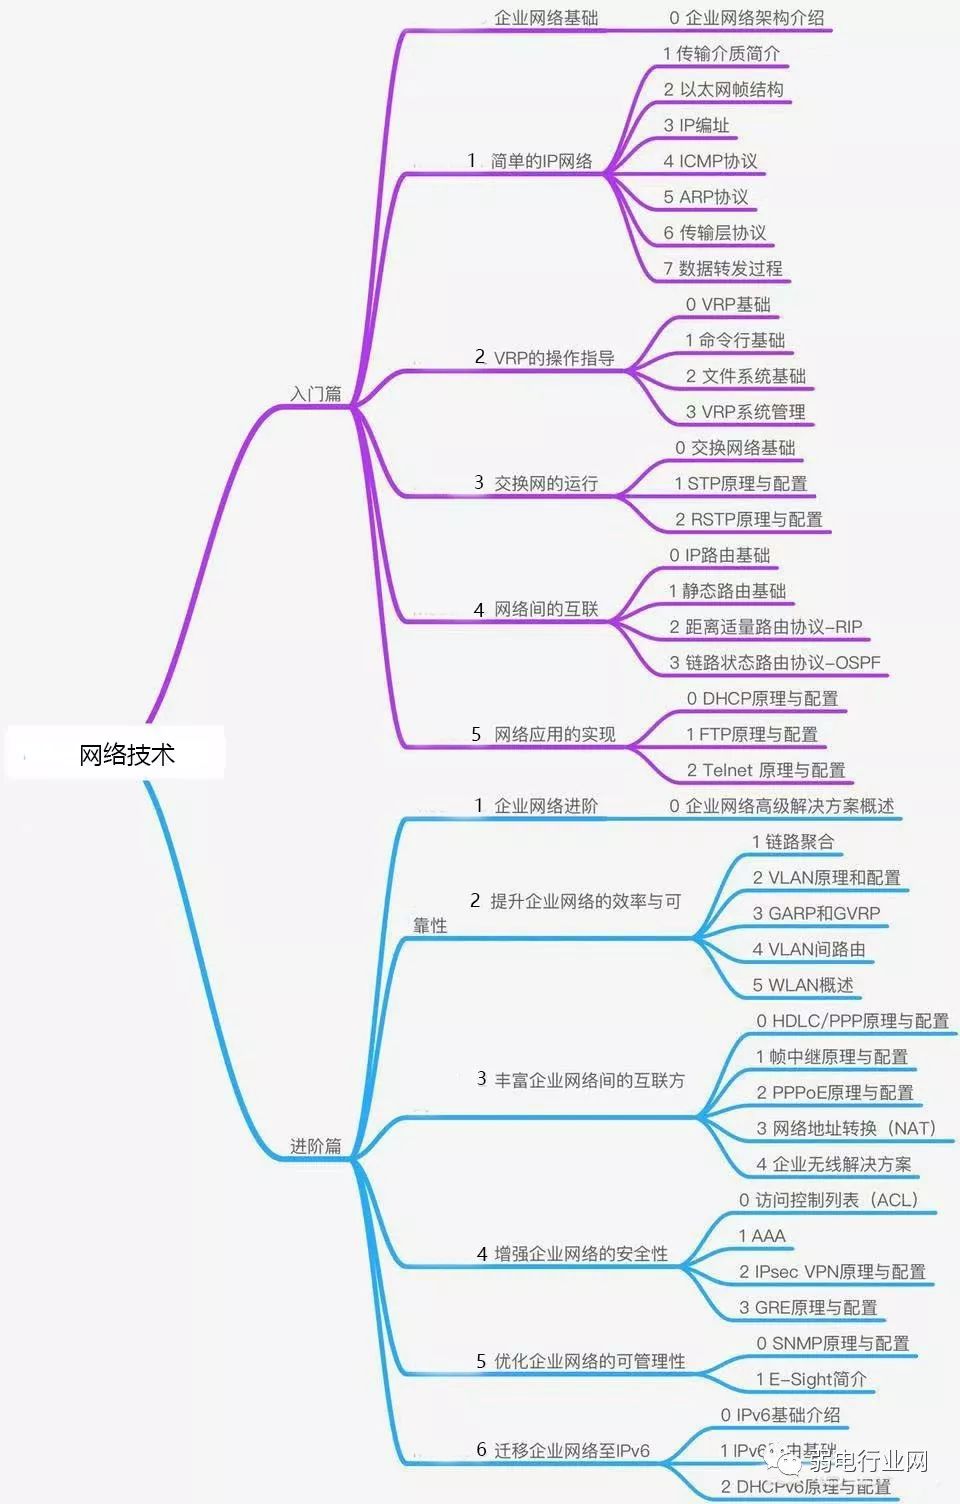 网络技术
入门篇
企业网络基础
0 企业网络架构介绍
1 简单的IP网络
1 传输介质简介
2 以太网帧结构
3 IP编址
4 ICMP协议
5 ARP协议
6 传输层协议
7 数据转发过程
2 VRP的操作指导
0 VRP基础
1 命令行基础
2 文件系统基础
3 VRP系统管理
3 交换网的运行
0 交换网络基础
1 STP原理与配置
2 RSTP原理与配置
4 网络间的互联
0 IP路由基础
1 静态路由基础
2 距离适量路由协议-RIP
3 链路状态路由协议-OSPF
5 网络应用的实现
0 DHCP原理与配置
1 FTP原理与配置
2 Telnet 原理与配置
进阶篇
1 企业网络进阶
0 企业网络高级解决方案概述
2 提升企业网络的效率与可
靠性
1 链路聚合
2 VLAN原理和配置
3 GARP和GVRP
4 VLAN间路由
5 WLAN概述
3 丰富企业网络间的互联方
0 HDLC/PPP原理与配置
1 帧中继原理与配置
2 PPPoE原理与配置
3 网络地址转换（NAT）
4 企业无线解决方案
4 增强企业网络的安全性
0 访问控制列表（ACL）
1 AAA
2 IPsec VPN原理与配置
3 GRE原理与配置
5 优化企业网络的可管理性
0 SNMP原理与配置
1 E-Sight简介
6 迁移企业网络至IPv6
0 IPv6基础介绍
1 IPv6 由基础
2 DHCPv6原理与配置
弱电行业网